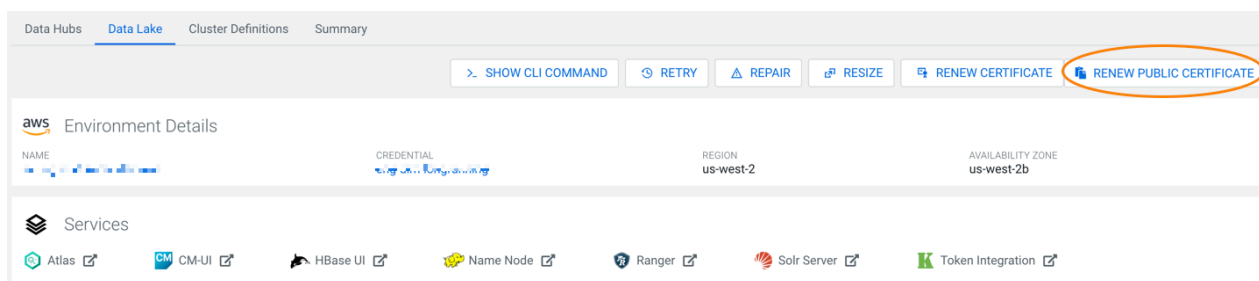 Data Hubs Data Lake Cluster Definitions Summary
>_ SHOW CLI COMMAND RETRY REPAIR RESIZE RENEW CERTIFICATE RENEW PUBLIC CERTIFICATE
aws Environment Details
NAME CREDENTIAL REGION AVAILABILITY ZONE
us-west-2 us-west-2b
Services
Atlas CM CM-UI HBase UI Name Node Ranger Solr Server Token Integration